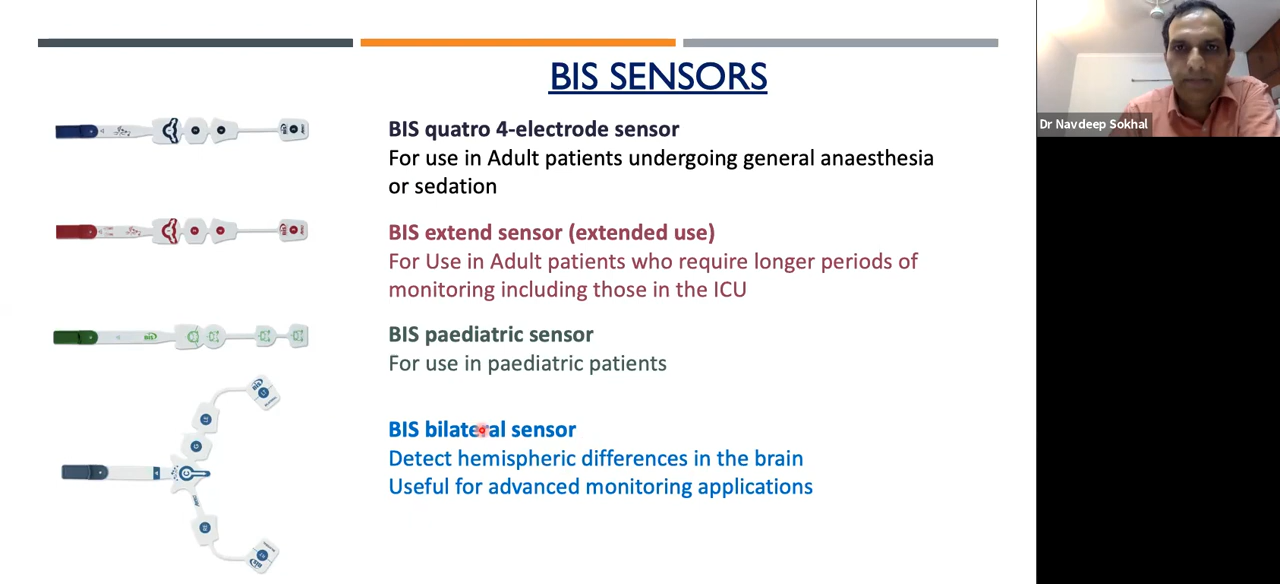 BIS SENSORS
BIS quatro 4-electrode sensor
For use in Adult patients undergoing general anaesthesia
or sedation
BIS extend sensor (extended use)
For Use in Adult patients who require longer periods of
monitoring including those in the ICU
BIS paediatric sensor
For use in paediatric patients
BIS bilateral sensor
Detect hemispheric differences in the brain
Useful for advanced monitoring applications
Dr Navdeep Sokhal
BIS